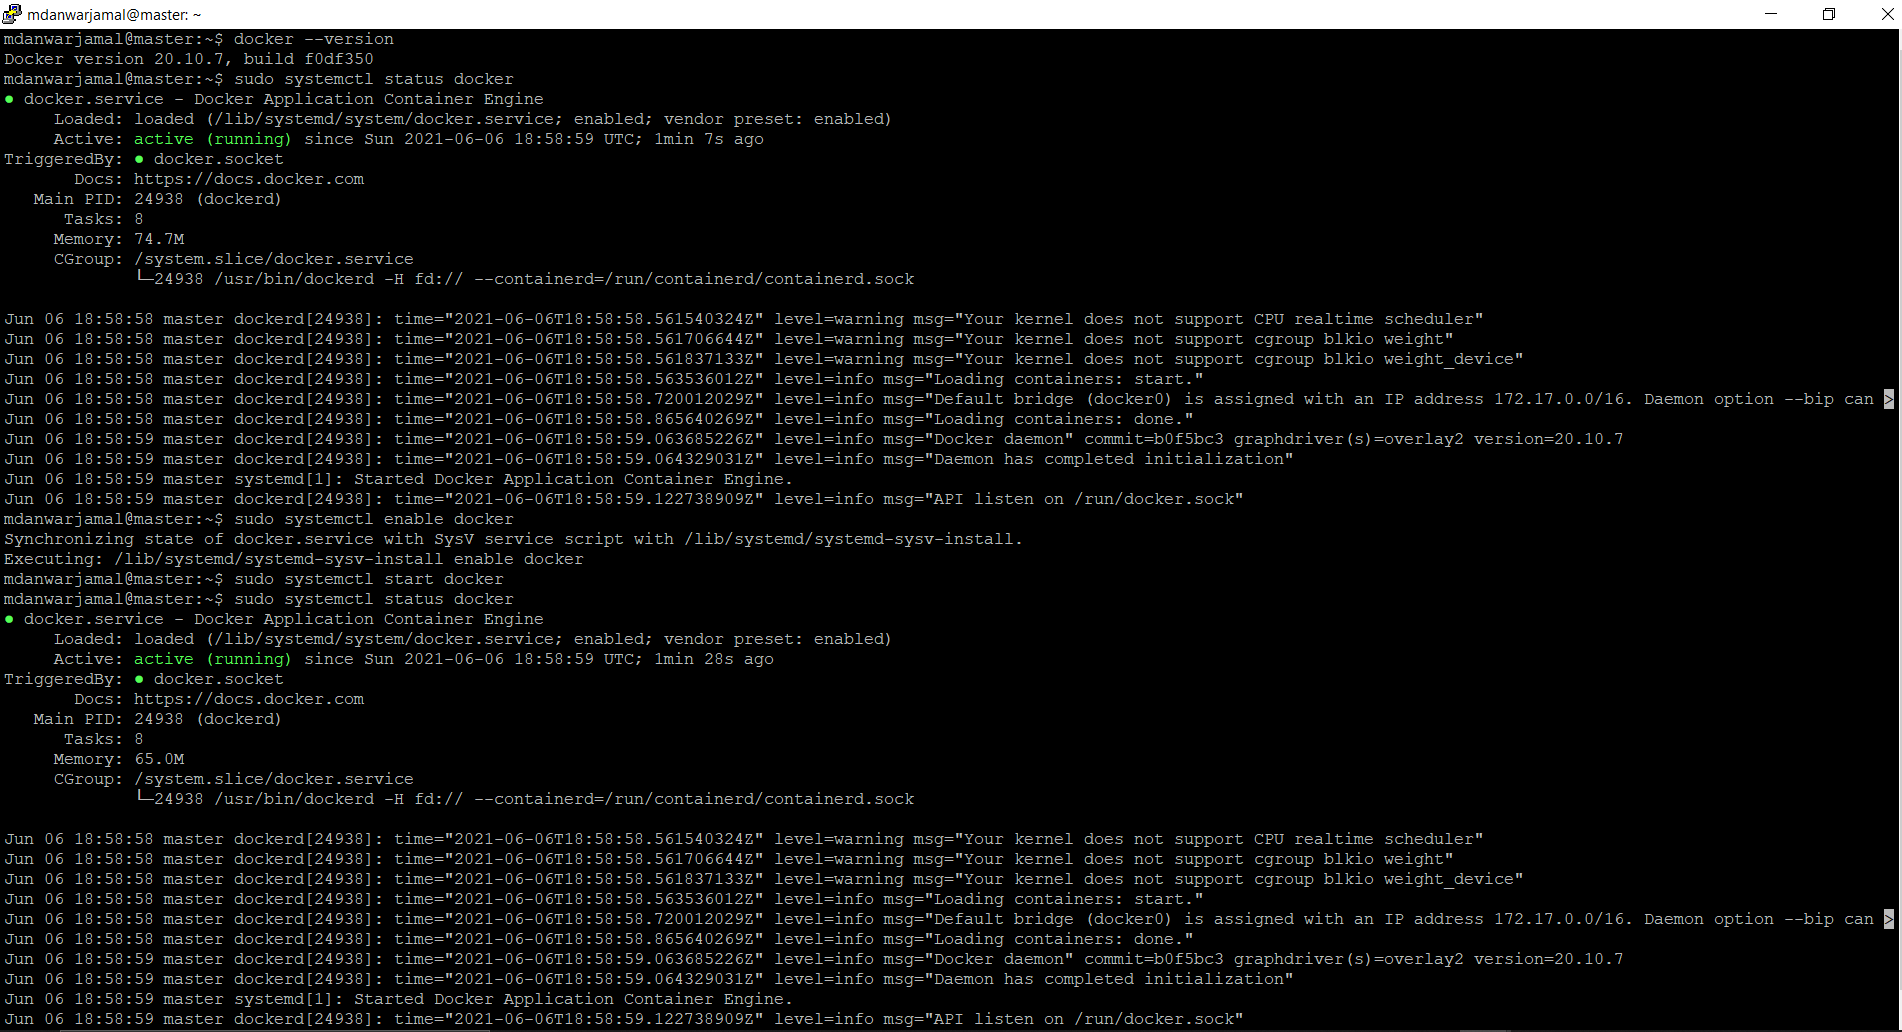 mdanwarjamal@master: ~
mdanwarjamal@master:~$ docker --version
Docker version 20.10.7, build f0df350
mdanwarjamal@master:~$ sudo systemctl status docker
● docker.service - Docker Application Container Engine
     Loaded: loaded (/lib/systemd/system/docker.service; enabled; vendor preset: enabled)
     Active: active (running) since Sun 2021-06-06 18:58:59 UTC; 1min 7s ago
TriggeredBy: ● docker.socket
       Docs: https://docs.docker.com
   Main PID: 24938 (dockerd)
      Tasks: 8
     Memory: 74.7M
     CGroup: /system.slice/docker.service
             └─24938 /usr/bin/dockerd -H fd:// --containerd=/run/containerd/containerd.sock
Jun 06 18:58:58 master dockerd[24938]: time="2021-06-06T18:58:58.561540324Z" level=warning msg="Your kernel does not support CPU realtime scheduler"
Jun 06 18:58:58 master dockerd[24938]: time="2021-06-06T18:58:58.561706644Z" level=warning msg="Your kernel does not support cgroup blkio weight"
Jun 06 18:58:58 master dockerd[24938]: time="2021-06-06T18:58:58.561837133Z" level=warning msg="Your kernel does not support cgroup blkio weight_device"
Jun 06 18:58:58 master dockerd[24938]: time="2021-06-06T18:58:58.563536012Z" level=info msg="Loading containers: start."
Jun 06 18:58:58 master dockerd[24938]: time="2021-06-06T18:58:58.720012029Z" level=info msg="Default bridge (docker0) is assigned with an IP address 172.17.0.0/16. Daemon option --bip can >
Jun 06 18:58:58 master dockerd[24938]: time="2021-06-06T18:58:58.865640269Z" level=info msg="Loading containers: done."
Jun 06 18:58:59 master dockerd[24938]: time="2021-06-06T18:58:59.063685226Z" level=info msg="Docker daemon" commit=b0f5bc3 graphdriver(s)=overlay2 version=20.10.7
Jun 06 18:58:59 master dockerd[24938]: time="2021-06-06T18:58:59.064329031Z" level=info msg="Daemon has completed initialization"
Jun 06 18:58:59 master systemd[1]: Started Docker Application Container Engine.
Jun 06 18:58:59 master dockerd[24938]: time="2021-06-06T18:58:59.122738909Z" level=info msg="API listen on /run/docker.sock"
mdanwarjamal@master:~$ sudo systemctl enable docker
Synchronizing state of docker.service with SysV service script with /lib/systemd/systemd-sysv-install.
Executing: /lib/systemd/systemd-sysv-install enable docker
mdanwarjamal@master:~$ sudo systemctl start docker
mdanwarjamal@master:~$ sudo systemctl status docker
● docker.service - Docker Application Container Engine
     Loaded: loaded (/lib/systemd/system/docker.service; enabled; vendor preset: enabled)
     Active: active (running) since Sun 2021-06-06 18:58:59 UTC; 1min 28s ago
TriggeredBy: ● docker.socket
       Docs: https://docs.docker.com
   Main PID: 24938 (dockerd)
      Tasks: 8
     Memory: 65.0M
     CGroup: /system.slice/docker.service
             └─24938 /usr/bin/dockerd -H fd:// --containerd=/run/containerd/containerd.sock
Jun 06 18:58:58 master dockerd[24938]: time="2021-06-06T18:58:58.561540324Z" level=warning msg="Your kernel does not support CPU realtime scheduler"
Jun 06 18:58:58 master dockerd[24938]: time="2021-06-06T18:58:58.561706644Z" level=warning msg="Your kernel does not support cgroup blkio weight"
Jun 06 18:58:58 master dockerd[24938]: time="2021-06-06T18:58:58.561837133Z" level=warning msg="Your kernel does not support cgroup blkio weight_device"
Jun 06 18:58:58 master dockerd[24938]: time="2021-06-06T18:58:58.563536012Z" level=info msg="Loading containers: start."
Jun 06 18:58:58 master dockerd[24938]: time="2021-06-06T18:58:58.720012029Z" level=info msg="Default bridge (docker0) is assigned with an IP address 172.17.0.0/16. Daemon option --bip can >
Jun 06 18:58:58 master dockerd[24938]: time="2021-06-06T18:58:58.865640269Z" level=info msg="Loading containers: done."
Jun 06 18:58:59 master dockerd[24938]: time="2021-06-06T18:58:59.063685226Z" level=info msg="Docker daemon" commit=b0f5bc3 graphdriver(s)=overlay2 version=20.10.7
Jun 06 18:58:59 master dockerd[24938]: time="2021-06-06T18:58:59.064329031Z" level=info msg="Daemon has completed initialization"
Jun 06 18:58:59 master systemd[1]: Started Docker Application Container Engine.
Jun 06 18:58:59 master dockerd[24938]: time="2021-06-06T18:58:59.122738909Z" level=info msg="API listen on /run/docker.sock"